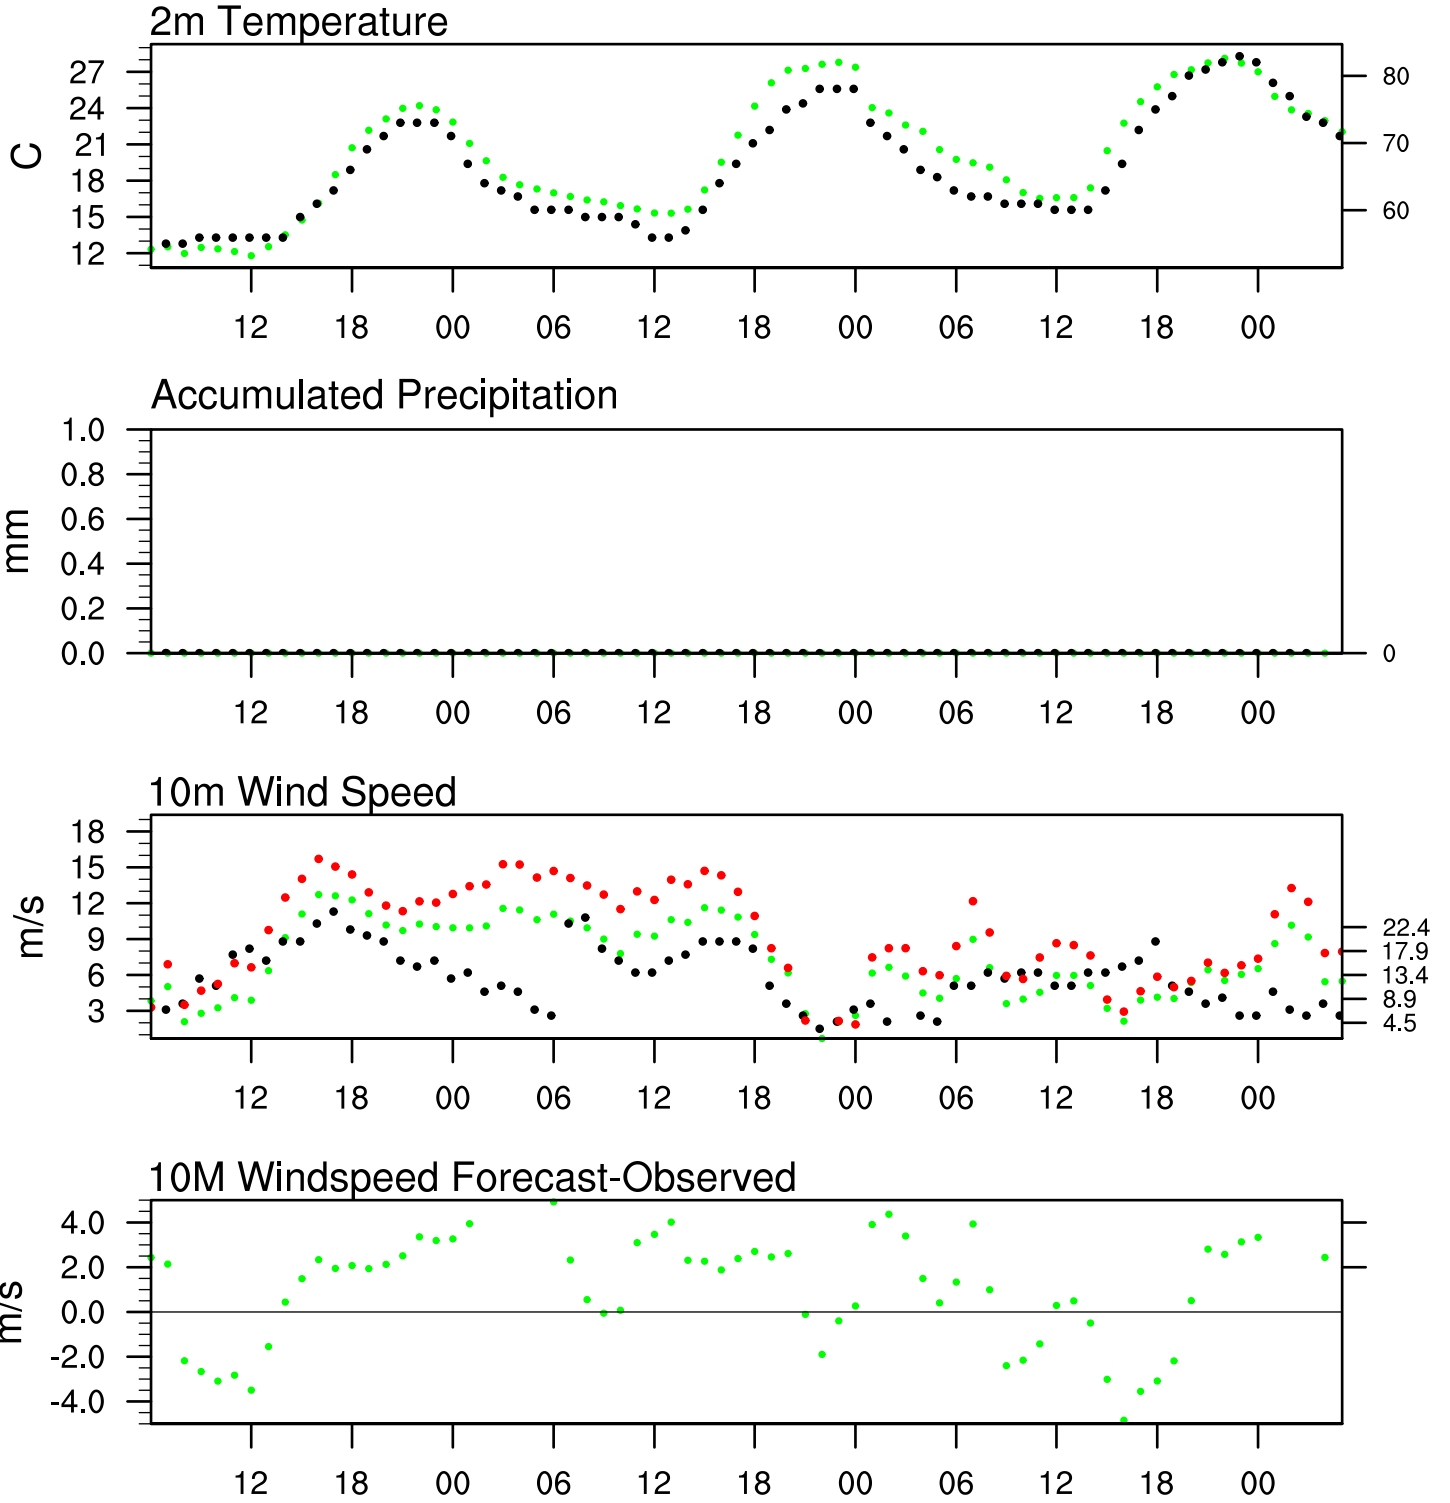 2m Temperature
27
24
21
18
15
12
C
80
70
60
12 18 00 06 12 18 00 06 12 18 00
Accumulated Precipitation
1.0
0.8
0.6
0.4
0.2
0.0
mm
0
12 18 00 06 12 18 00 06 12 18 00
10m Wind Speed
18
15
12
9
6
3
m/s
22.4
17.9
13.4
8.9
4.5
12 18 00 06 12 18 00 06 12 18 00
10M Windspeed Forecast-Observed
4.0
2.0
0.0
-2.0
-4.0
m/s
12 18 00 06 12 18 00 06 12 18 00